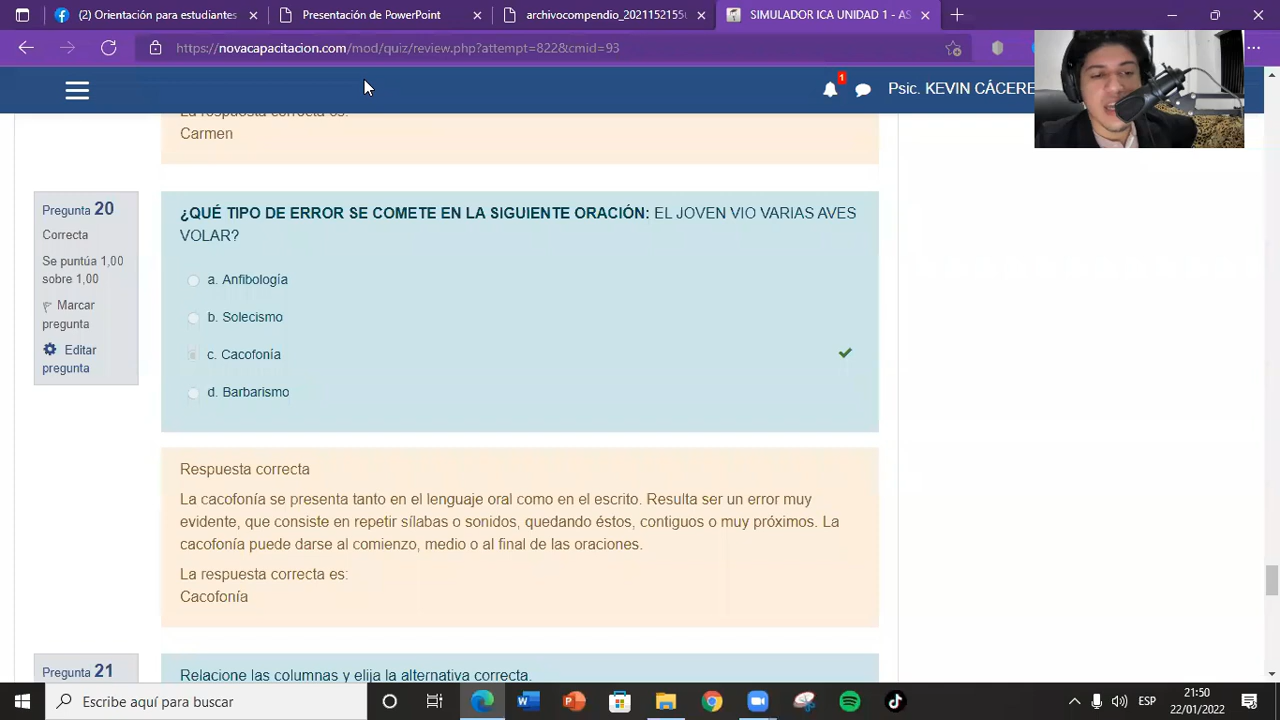 (2) Orientación para estudiantes
Presentación de PowerPoint
archivocompendio_2021152155
SIMULADOR ICA UNIDAD 1 - AS
https://novacapacitacion.com/mod/quiz/review.php?attempt=822&cmid=93
1
Psic. KEVIN CÁCERE
La respuesta correcta es:
Carmen
Pregunta 20
Correcta
Se puntúa 1,00
sobre 1,00
Marcar
pregunta
Editar
pregunta
¿QUÉ TIPO DE ERROR SE COMETE EN LA SIGUIENTE ORACIÓN: EL JOVEN VIO VARIAS AVES
VOLAR?
a. Anfibología
b. Solecismo
c. Cacofonía
d. Barbarismo
Respuesta correcta
La cacofonía se presenta tanto en el lenguaje oral como en el escrito. Resulta ser un error muy
evidente, que consiste en repetir sílabas o sonidos, quedando éstos, contiguos o muy próximos. La
cacofonía puede darse al comienzo, medio o al final de las oraciones.
La respuesta correcta es:
Cacofonía
Pregunta 21
Relacione las columnas y elija la alternativa correcta.
Escribe aquí para buscar
ESP
21:50
22/01/2022